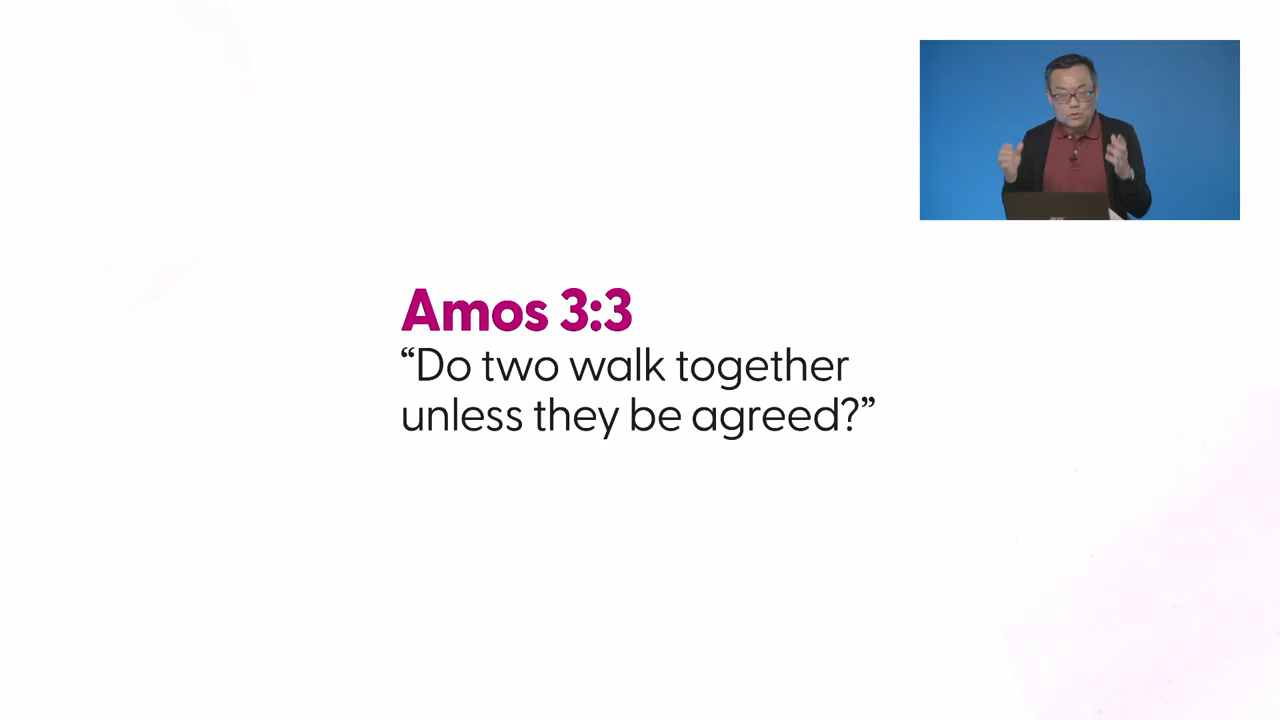 Amos 3:3
“Do two walk together
unless they be agreed?”